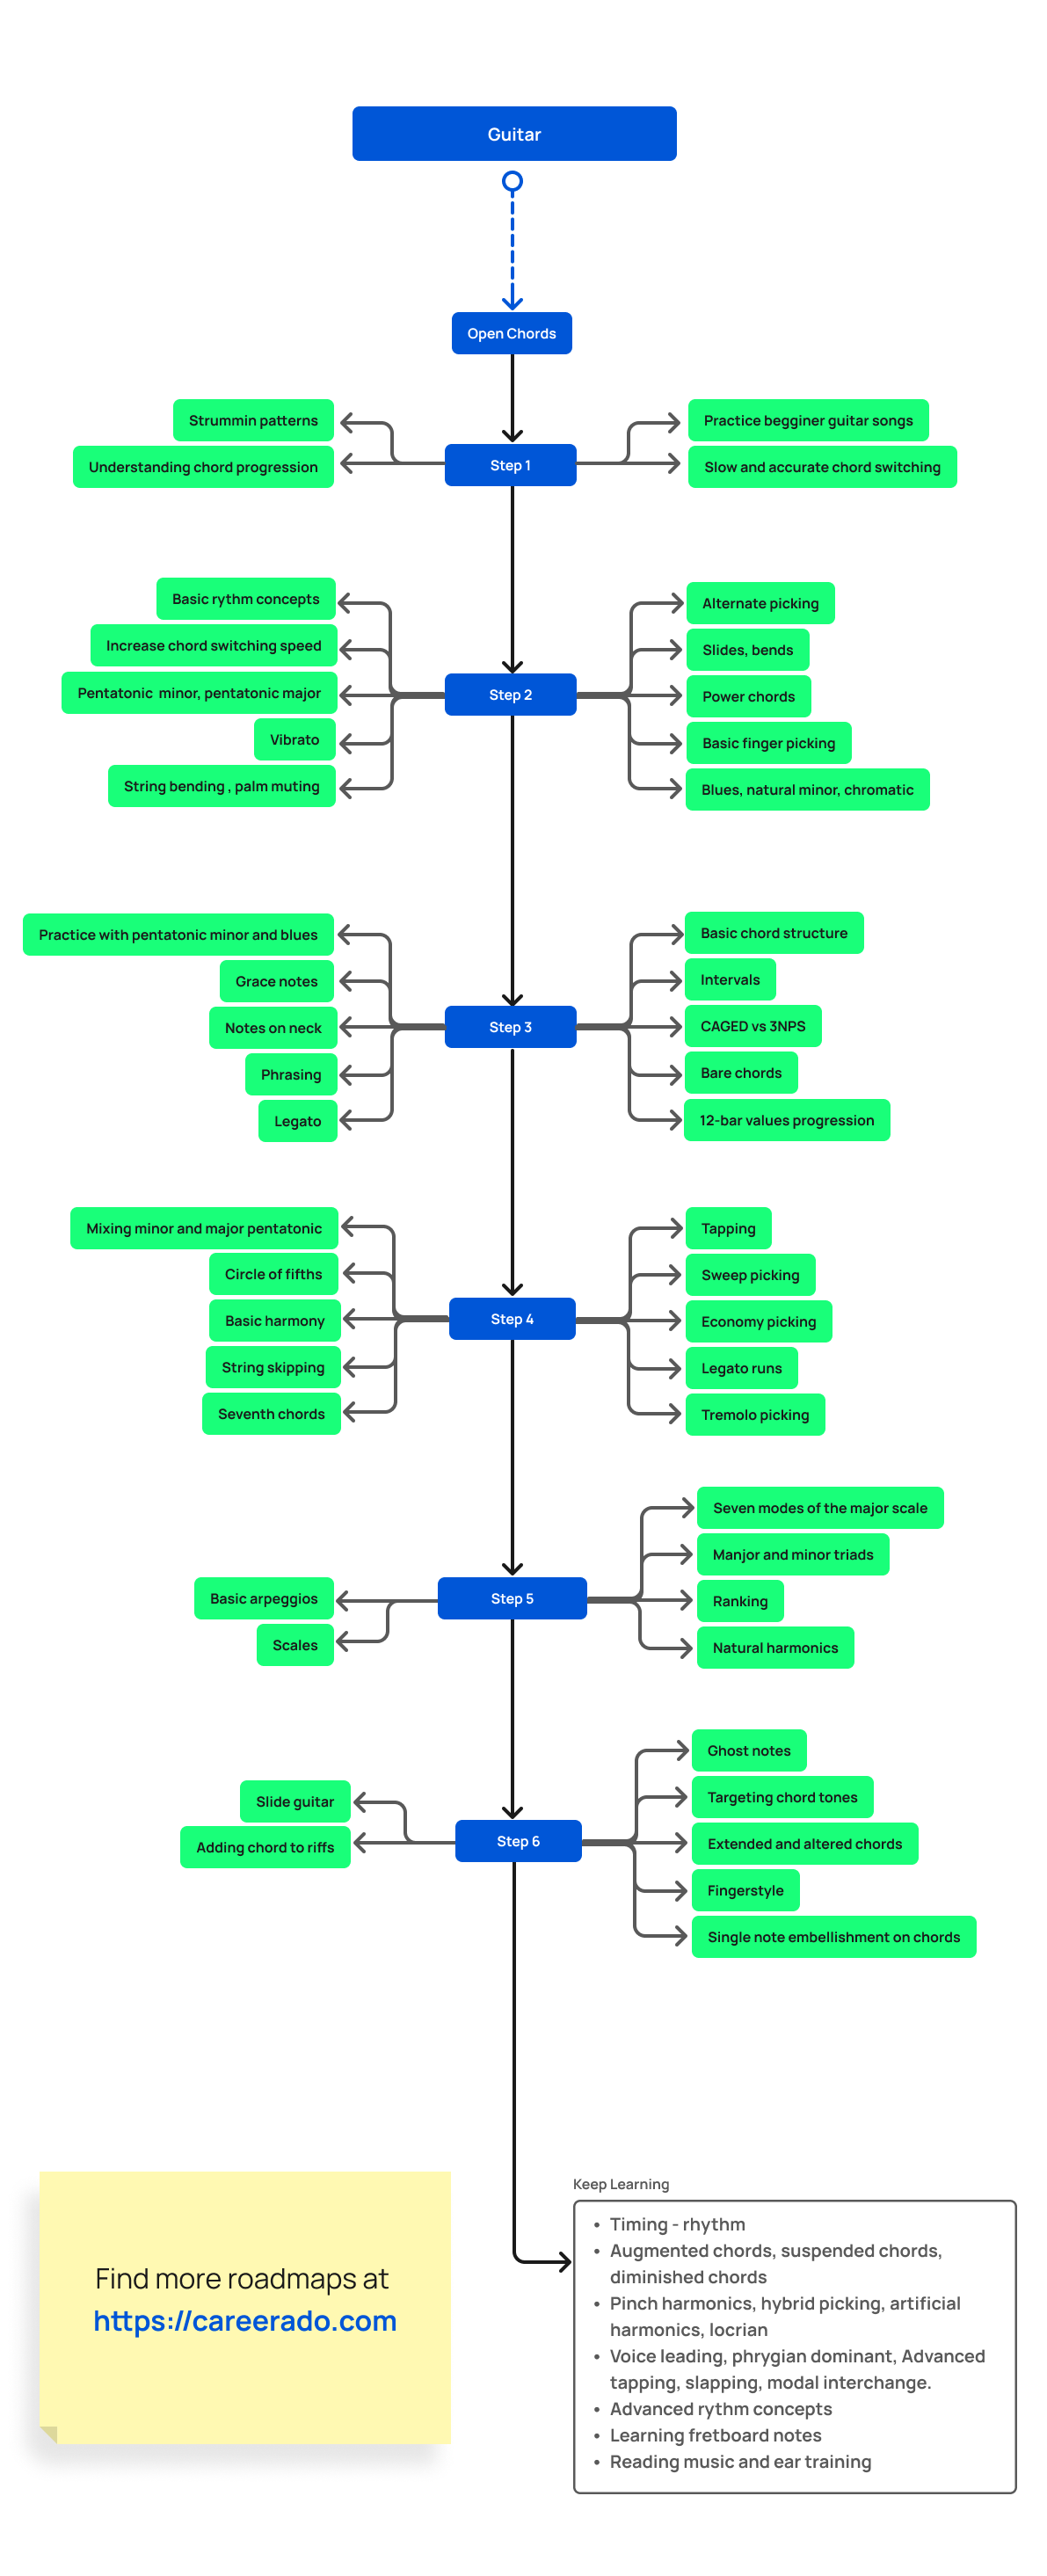 Guitar
Open Chords
Strummin patterns
Practice begginer guitar songs
Understanding chord progression
Step 1
Slow and accurate chord switching
Basic rythm concepts
Increase chord switching speed
Pentatonic  minor, pentatonic major
Vibrato
String bending , palm muting
Step 2
Alternate picking
Slides, bends
Power chords
Basic finger picking
Blues, natural minor, chromatic
Practice with pentatonic minor and blues
Grace notes
Notes on neck
Phrasing
Legato
Step 3
Basic chord structure
Intervals
CAGED vs 3NPS
Bare chords
12-bar values progression
Mixing minor and major pentatonic
Circle of fifths
Basic harmony
String skipping
Seventh chords
Step 4
Tapping
Sweep picking
Economy picking
Legato runs
Tremolo picking
Basic arpeggios
Scales
Step 5
Seven modes of the major scale
Manjor and minor triads
Ranking
Natural harmonics
Slide guitar
Adding chord to riffs
Step 6
Ghost notes
Targeting chord tones
Extended and altered chords
Fingerstyle
Single note embellishment on chords
Find more roadmaps at
https://careerado.com
Keep Learning
• Timing - rhythm
• Augmented chords, suspended chords,
diminished chords
• Pinch harmonics, hybrid picking, artificial
harmonics, locrian
• Voice leading, phrygian dominant, Advanced
tapping, slapping, modal interchange.
• Advanced rythm concepts
• Learning fretboard notes
• Reading music and ear training